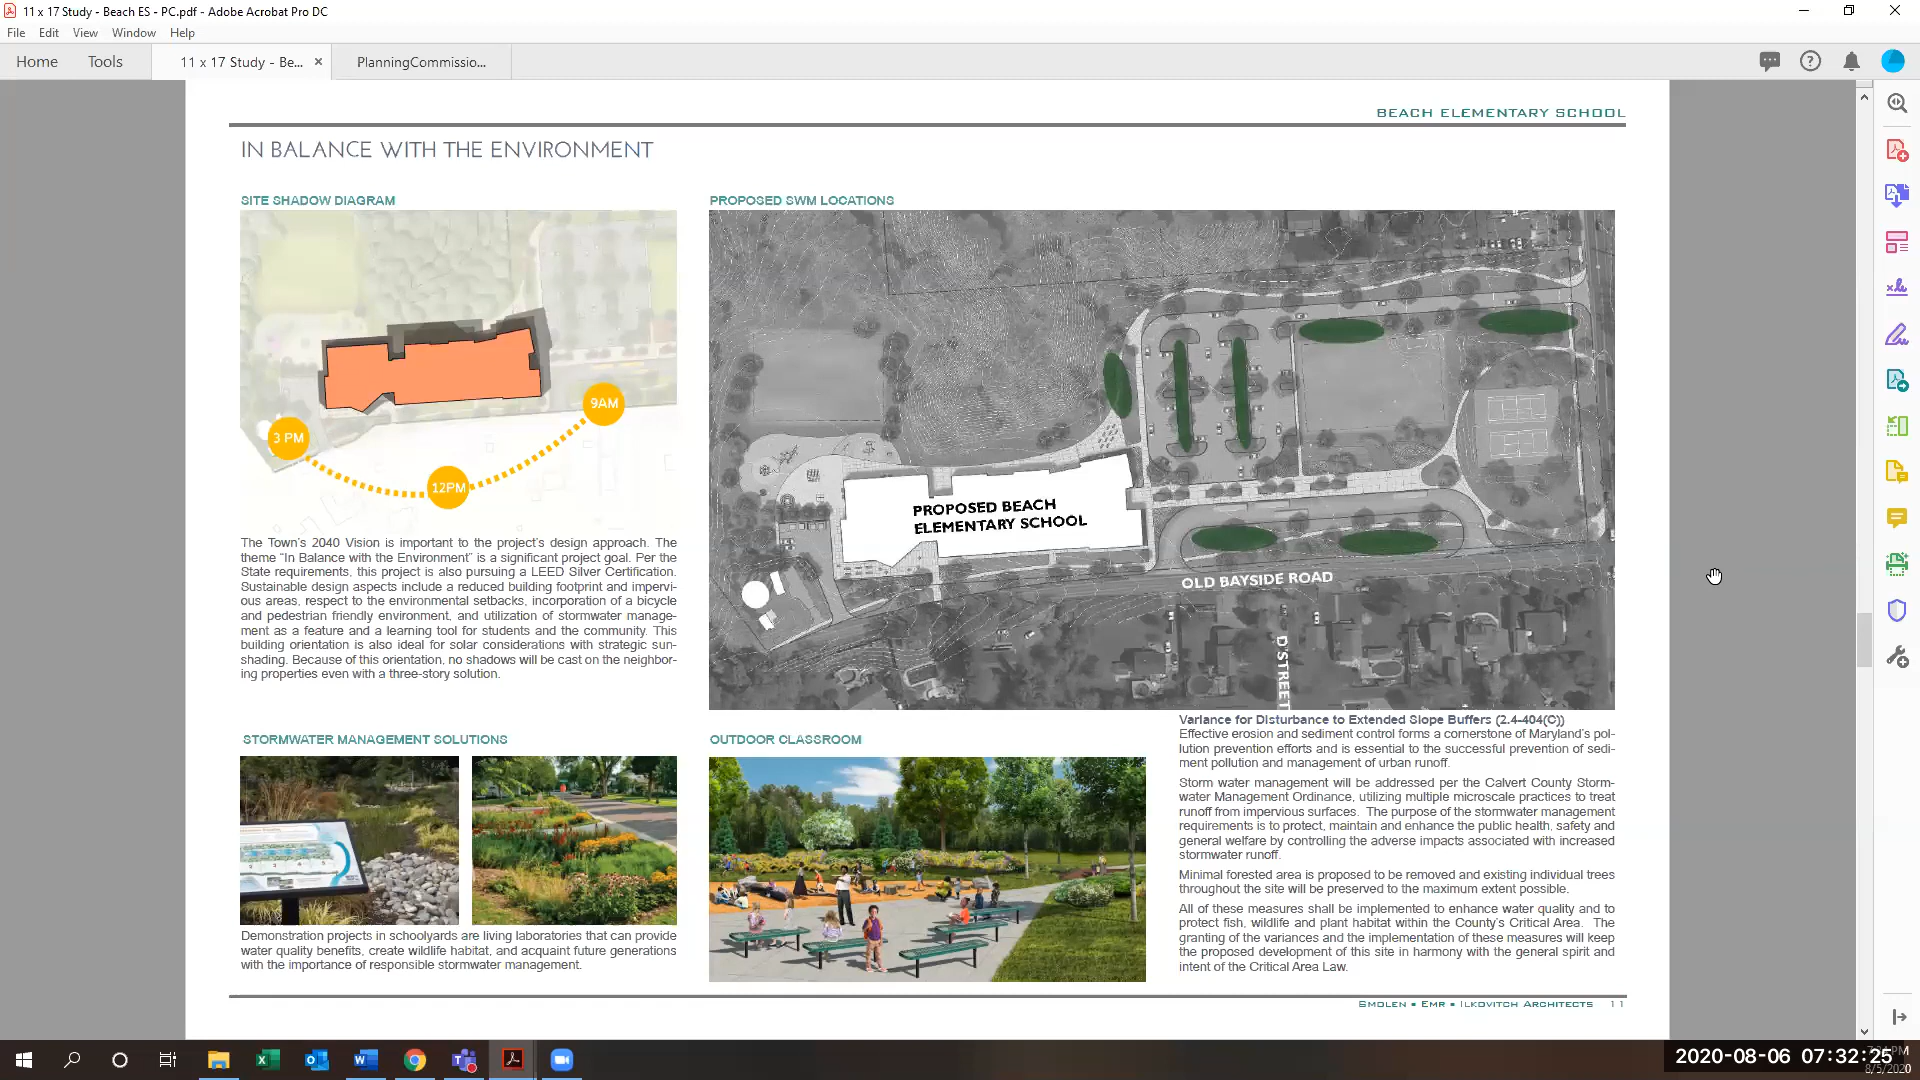 11 x 17 Study - Beach ES - PC.pdf - Adobe Acrobat Pro DC
File Edit View Window Help
Home Tools 11 x 17 Study - Be... × PlanningCommissio...
BEACH ELEMENTARY SCHOOL
IN BALANCE WITH THE ENVIRONMENT
SITE SHADOW DIAGRAM
9AM
3 PM
12PM
The Town's 2040 Vision is important to the project's design approach. The
theme "In Balance with the Environment" is a significant project goal. Per the
State requirements, this project is also pursuing a LEED Silver Certification.
Sustainable design aspects include a reduced building footprint and impervi-
ous areas, respect to the environmental setbacks, incorporation of a bicycle
and pedestrian friendly environment, and utilization of stormwater manage-
ment as a feature and a learning tool for students and the community. This
building orientation is also ideal for solar considerations with strategic sun-
shading. Because of this orientation, no shadows will be cast on the neighbor-
ing properties even with a three-story solution.
PROPOSED SWM LOCATIONS
PROPOSED BEACH
ELEMENTARY SCHOOL
OLD BAYSIDE ROAD
D STREET
STORMWATER MANAGEMENT SOLUTIONS
Demonstration projects in schoolyards are living laboratories that can provide
water quality benefits, create wildlife habitat, and acquaint future generations
with the importance of responsible stormwater management.
OUTDOOR CLASSROOM
Variance for Disturbance to Extended Slope Buffers (2.4-404(C))
Effective erosion and sediment control forms a cornerstone of Maryland's pol-
lution prevention efforts and is essential to the successful prevention of sedi-
ment pollution and management of urban runoff.
Storm water management will be addressed per the Calvert County Storm-
water Management Ordinance, utilizing multiple microscale practices to treat
runoff from impervious surfaces. The purpose of the stormwater management
requirements is to protect, maintain and enhance the public health, safety and
general welfare by controlling the adverse impacts associated with increased
stormwater runoff.
Minimal forested area is proposed to be removed and existing individual trees
throughout the site will be preserved to the maximum extent possible.
All of these measures shall be implemented to enhance water quality and to
protect fish, wildlife and plant habitat within the County's Critical Area. The
granting of the variances and the implementation of these measures will keep
the proposed development of this site in harmony with the general spirit and
intent of the Critical Area Law.
SMOLEN ▪ EMR ▪ ILKOVITCH ARCHITECTS 11
2020-08-06 07:32:25
8/5/2020